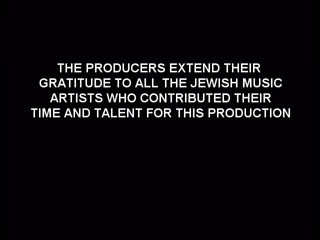 THE PRODUCERS EXTEND THEIR
GRATITUDE TO ALL THE JEWISH MUSIC
ARTISTS WHO CONTRIBUTED THEIR
TIME AND TALENT FOR THIS PRODUCTION